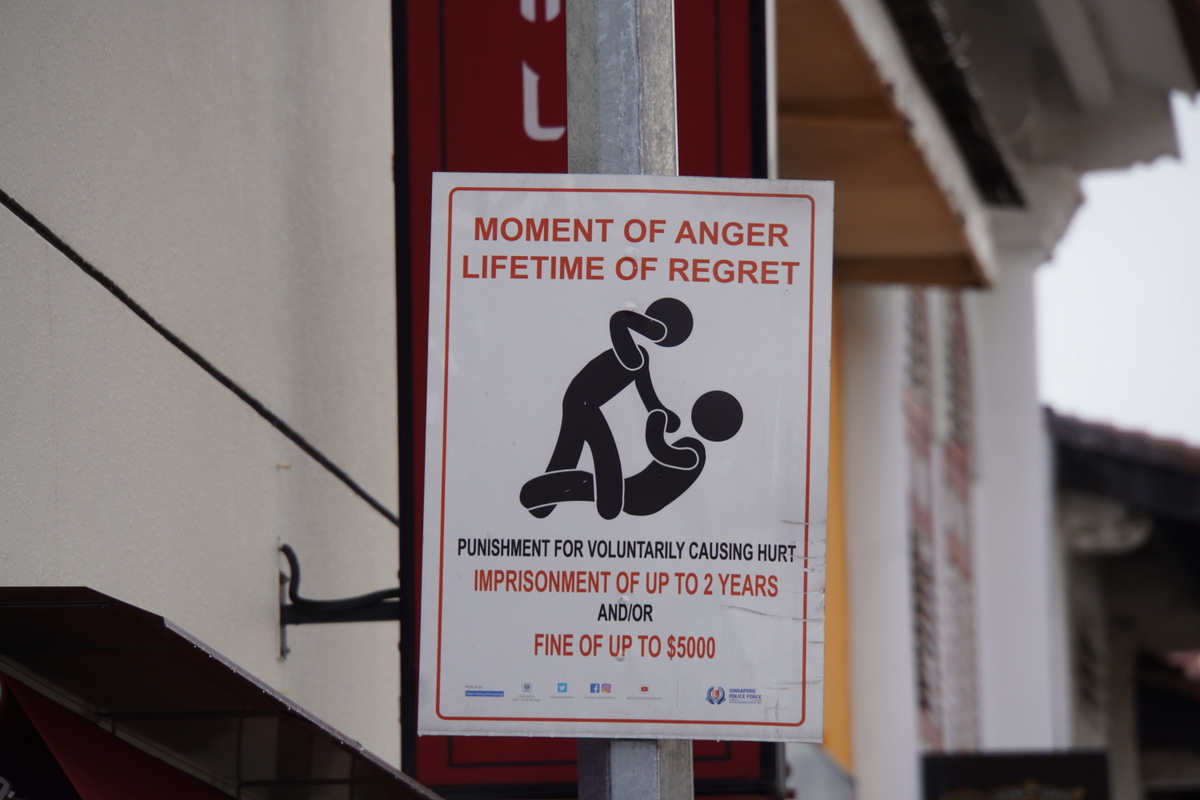 MOMENT OF ANGER
LIFETIME OF REGRET
PUNISHMENT FOR VOLUNTARILY CAUSING HURT
IMPRISONMENT OF UP TO 2 YEARS
AND/OR
FINE OF UP TO $5000
SINGAPORE
POLICE FORCE